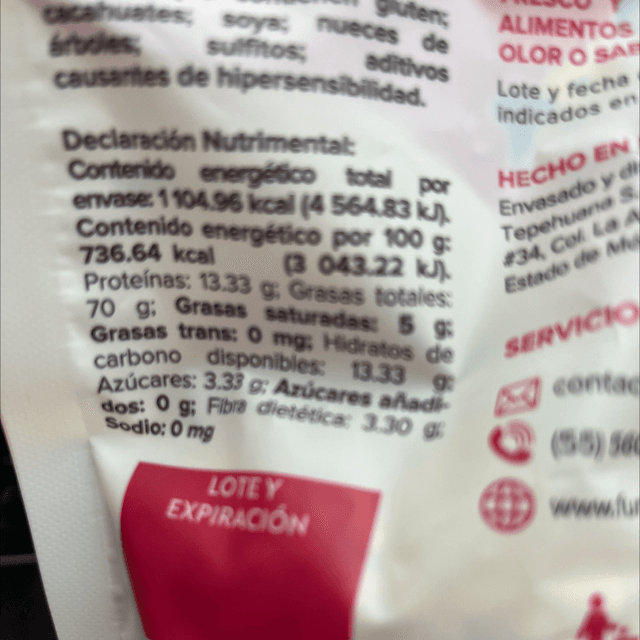 gluten;
cacahuates; soya; nueces de
árboles; sulfitos; aditivos
causantes de hipersensibilidad.
Declaración Nutrimental:
Contenido energético total por
envase: 1 104.96 kcal (4 564.83 kJ).
Contenido energético por 100 g:
736.64 kcal (3 043.22 kJ).
Proteínas: 13.33 g; Grasas totales:
70 g; Grasas saturadas: 5 g;
Grasas trans: 0 mg; Hidratos de
carbono disponibles: 13.33 g;
Azúcares: 3.33 g; Azúcares añadi-
dos: 0 g; Fibra dietética: 3.30 g;
Sodio: 0 mg
LOTE Y
EXPIRACIÓN
FRESCO Y
ALIMENTOS
OLOR O
Lote y fecha
indicados en
HECHO EN
Envasado y
Tepehuana
#34, Col. La
Estado de
SERVICIO
(55)
www.